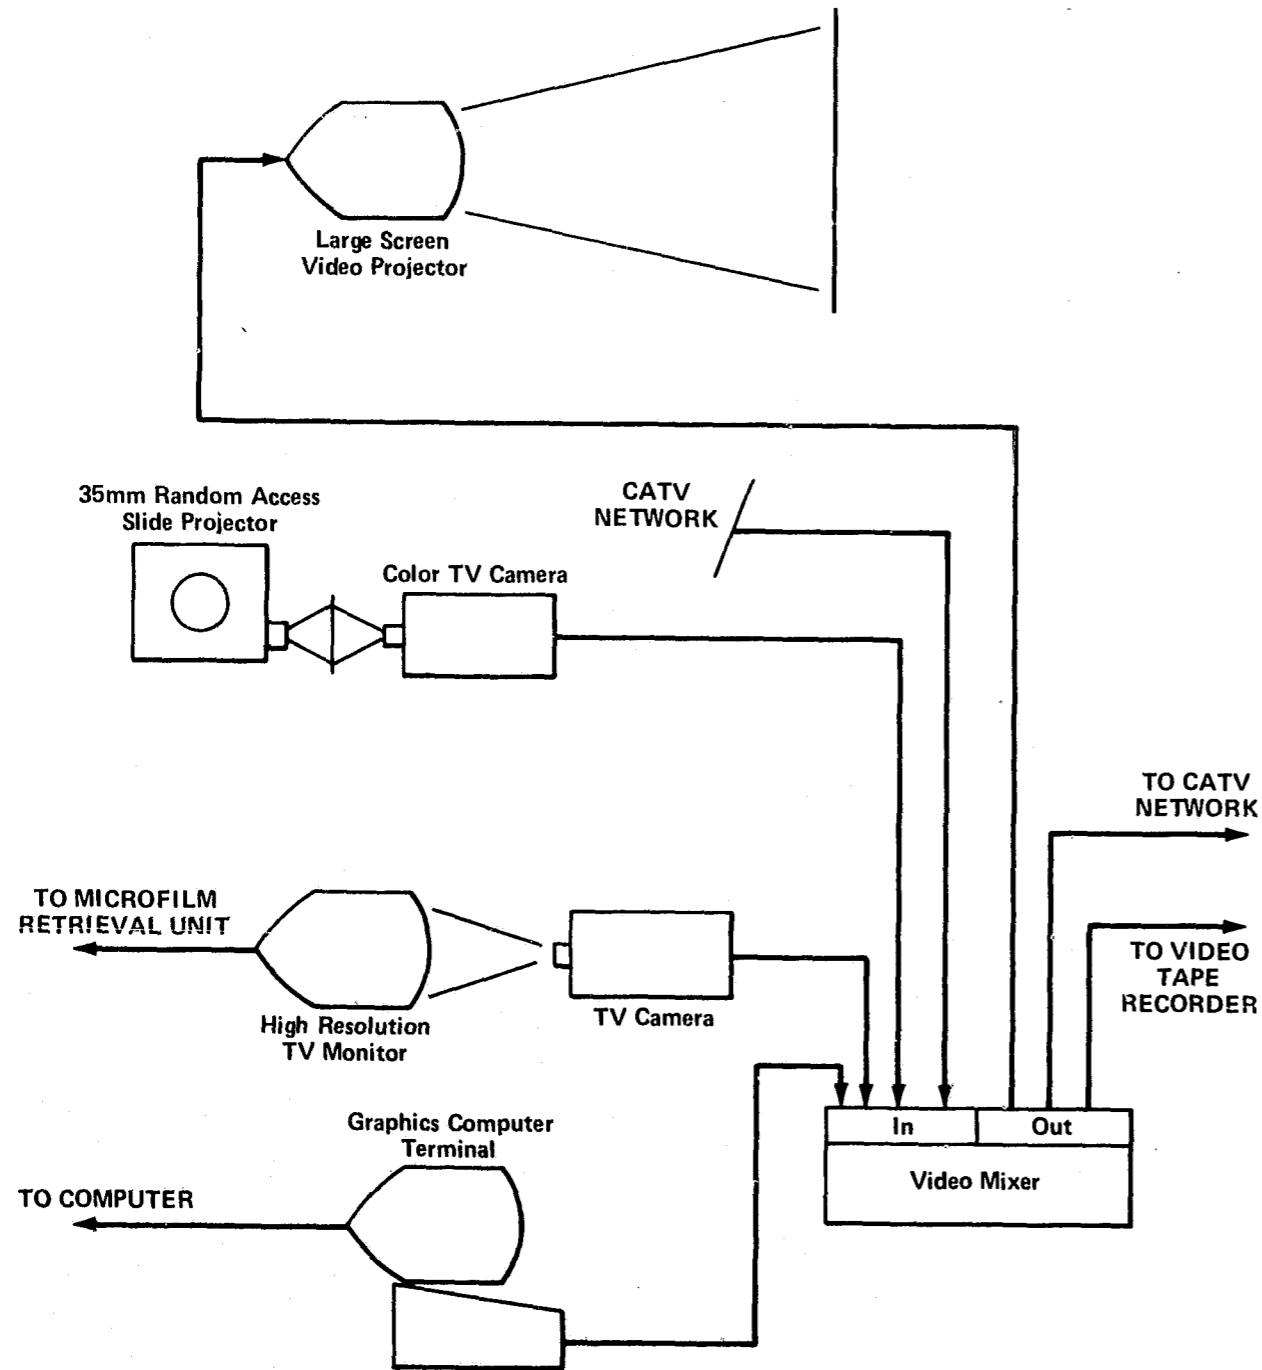 Large Screen
Video Projector
35mm Random Access
Slide Projector
CATV
NETWORK
Color TV Camera
TO CATV
NETWORK
TO MICROFILM
RETRIEVAL UNIT
TO VIDEO
TAPE
RECORDER
High Resolution
TV Monitor
TV Camera
Graphics Computer
Terminal
In
Out
Video Mixer
TO COMPUTER